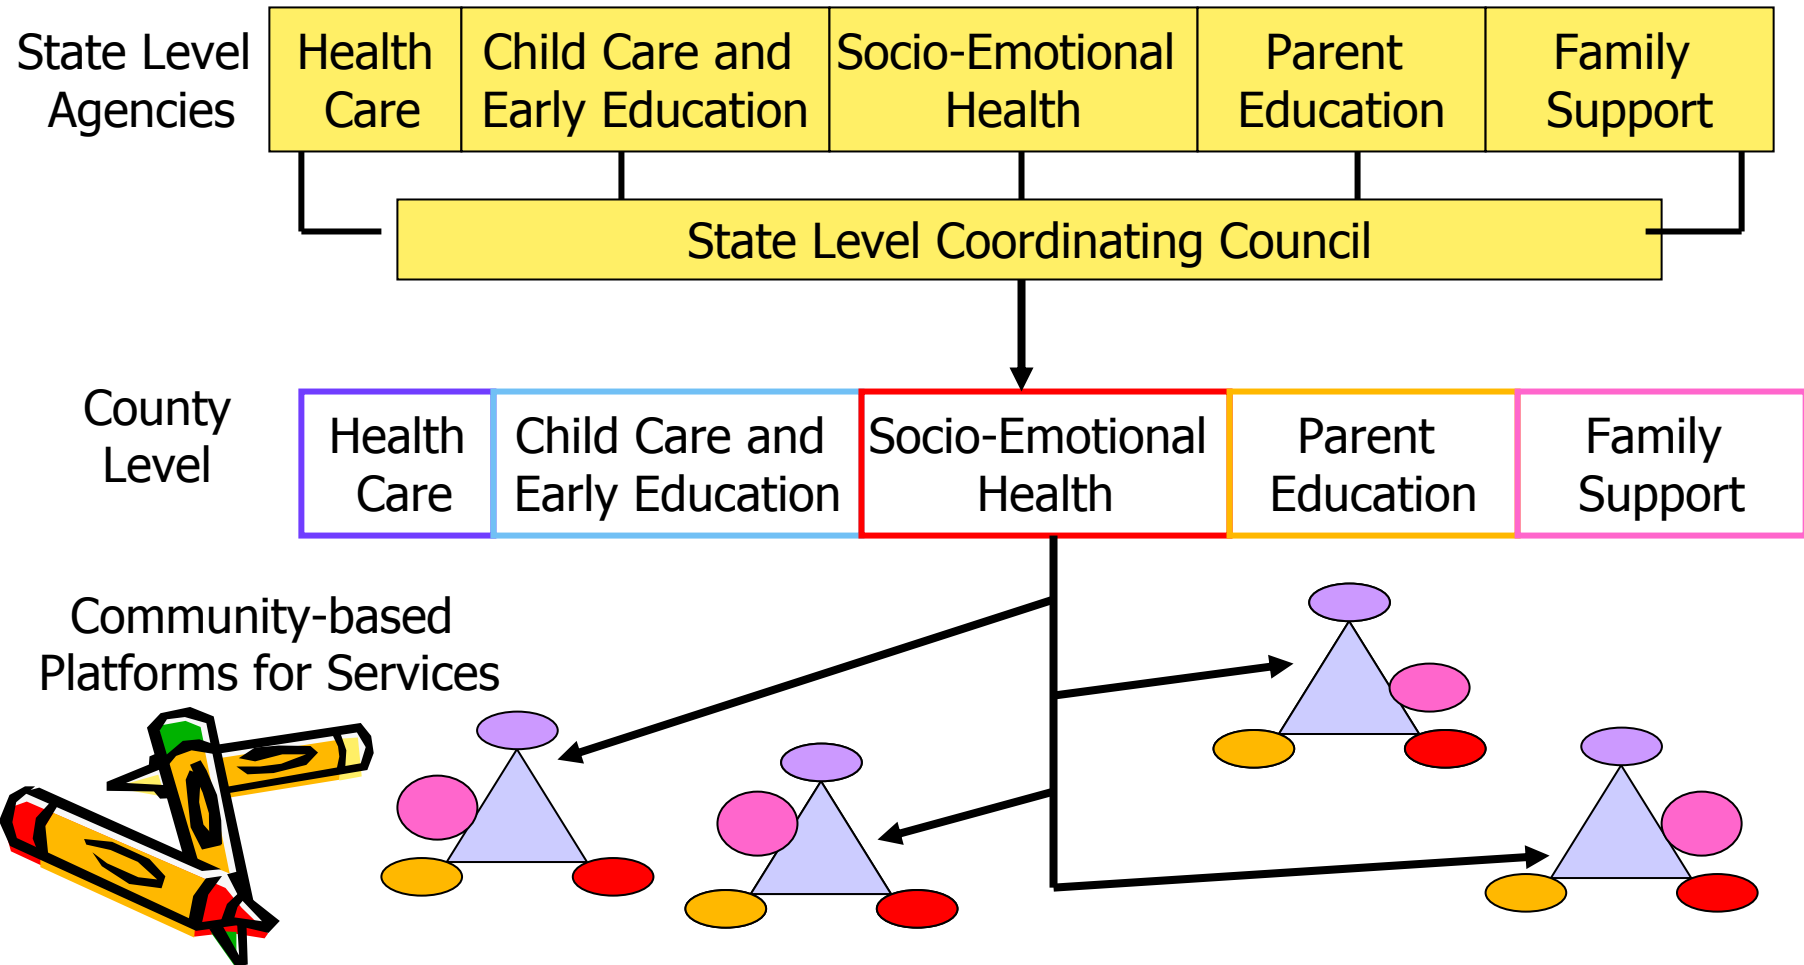 State Level
Agencies
Health
Care
Child Care and
Early Education
Socio-Emotional
Health
Parent
Education
Family
Support
State Level Coordinating Council
County
Level
Health
Care
Child Care and
Early Education
Socio-Emotional
Health
Parent
Education
Family
Support
Community-based
Platforms for Services